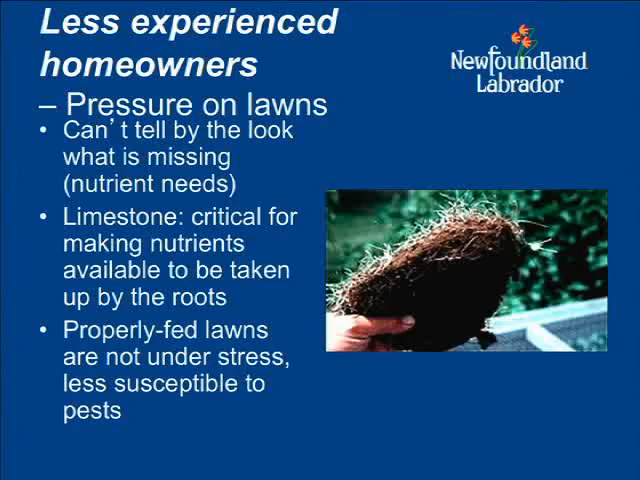 Less experienced
homeowners
– Pressure on lawns
• Can’ t tell by the look
what is missing
(nutrient needs)
• Limestone: critical for
making nutrients
available to be taken
up by the roots
• Properly-fed lawns
are not under stress,
less susceptible to
pests
Newfoundland
Labrador